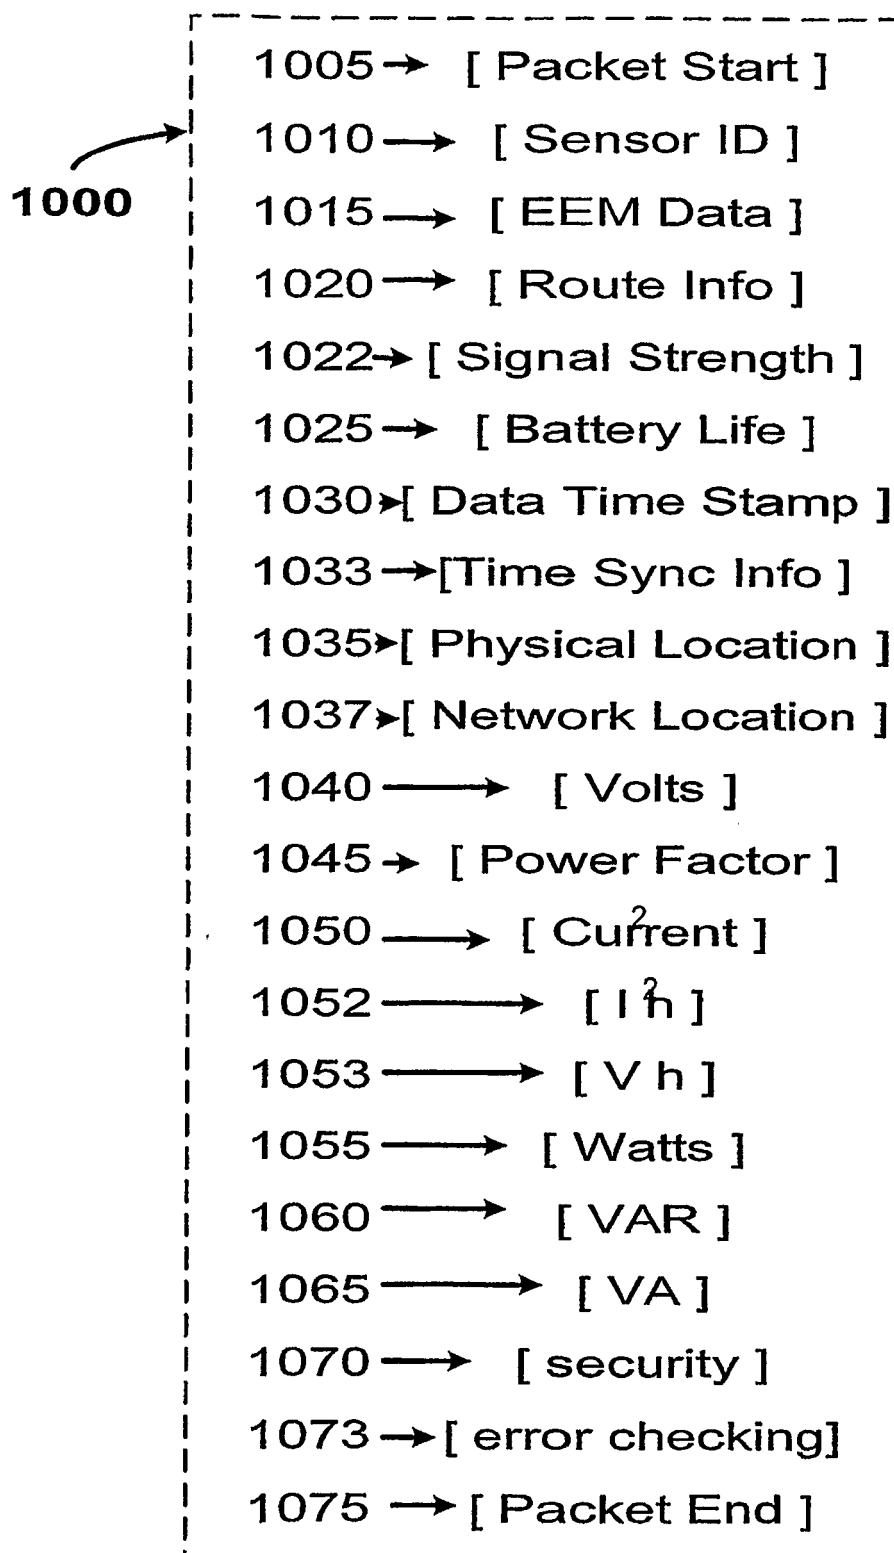 1005 [ Packet Start ]
1010 [ Sensor ID ]
1000
1015 [ EEM Data ]
1020 [ Route Info ]
1022 [ Signal Strength ]
1025 [ Battery Life ]
1030 [ Data Time Stamp ]
1033 [Time Sync Info ]
1035 [ Physical Location ]
1037 [ Network Location ]
1040 [ Volts ]
1045 [ Power Factor ]
1050 [ Current² ]
1052 [ I²h ]
1053 [ V h ]
1055 [ Watts ]
1060 [ VAR ]
1065 [ VA ]
1070 [ security ]
1073 [ error checking]
1075 [ Packet End ]